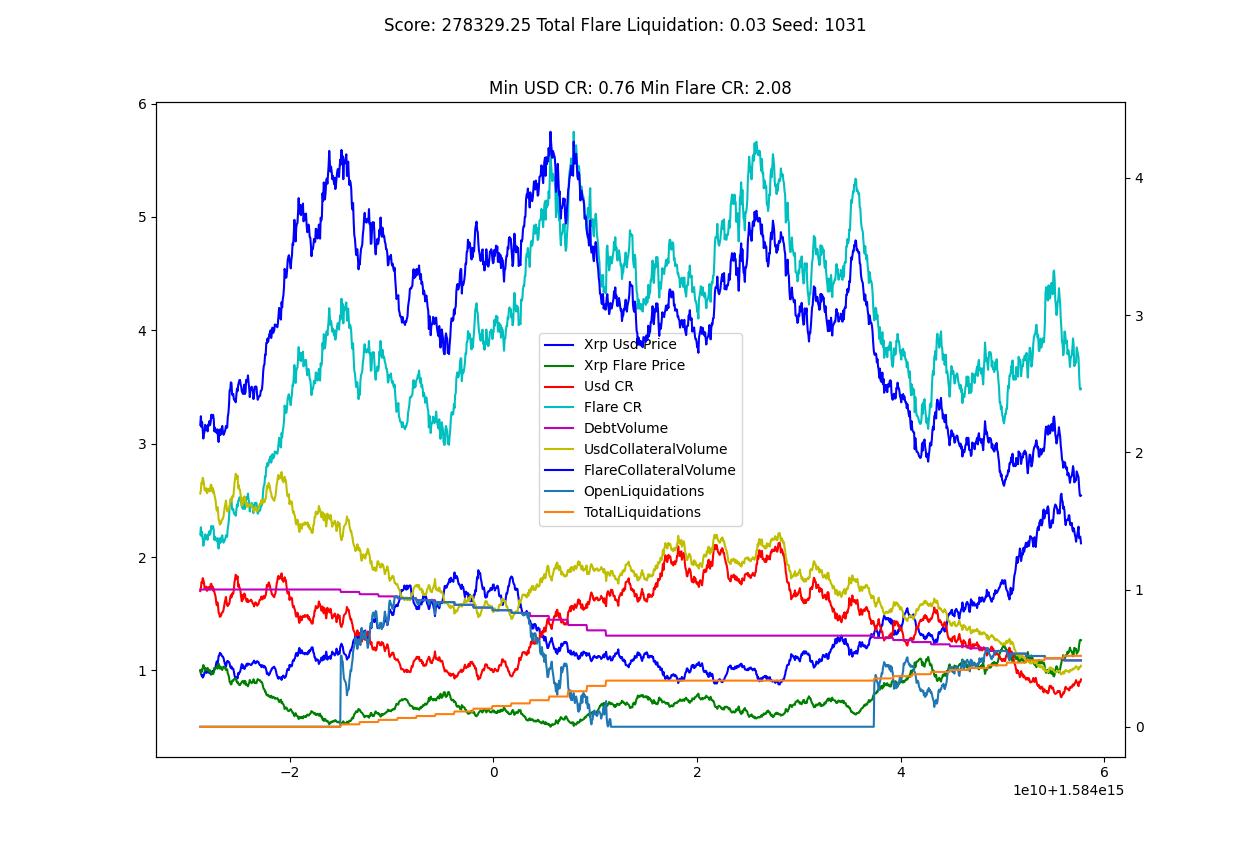 Score: 278329.25 Total Flare Liquidation: 0.03 Seed: 1031
Min USD CR: 0.76 Min Flare CR: 2.08
6
5
4
3
2
1
4
3
2
1
0
Xrp Usd Price
Xrp Flare Price
Usd CR
Flare CR
DebtVolume
UsdCollateralVolume
FlareCollateralVolume
OpenLiquidations
TotalLiquidations
−2 0 2 4 6
1e10+1.584e15